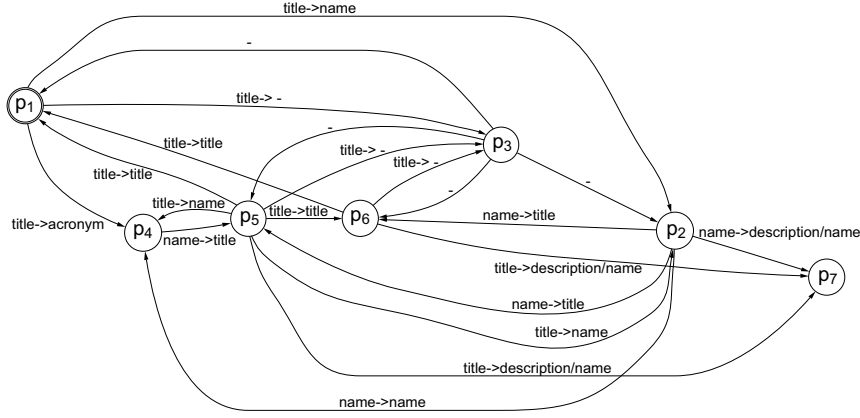 title->name
-
p1
title-> -
-
title->title
title-> -
p3
title->title
title-> -
-
-
title->name
p5
title->title
p6
name->title
title->acronym
p4
name->title
p2
name->description/name
title->description/name
p7
name->title
title->name
title->description/name
name->name